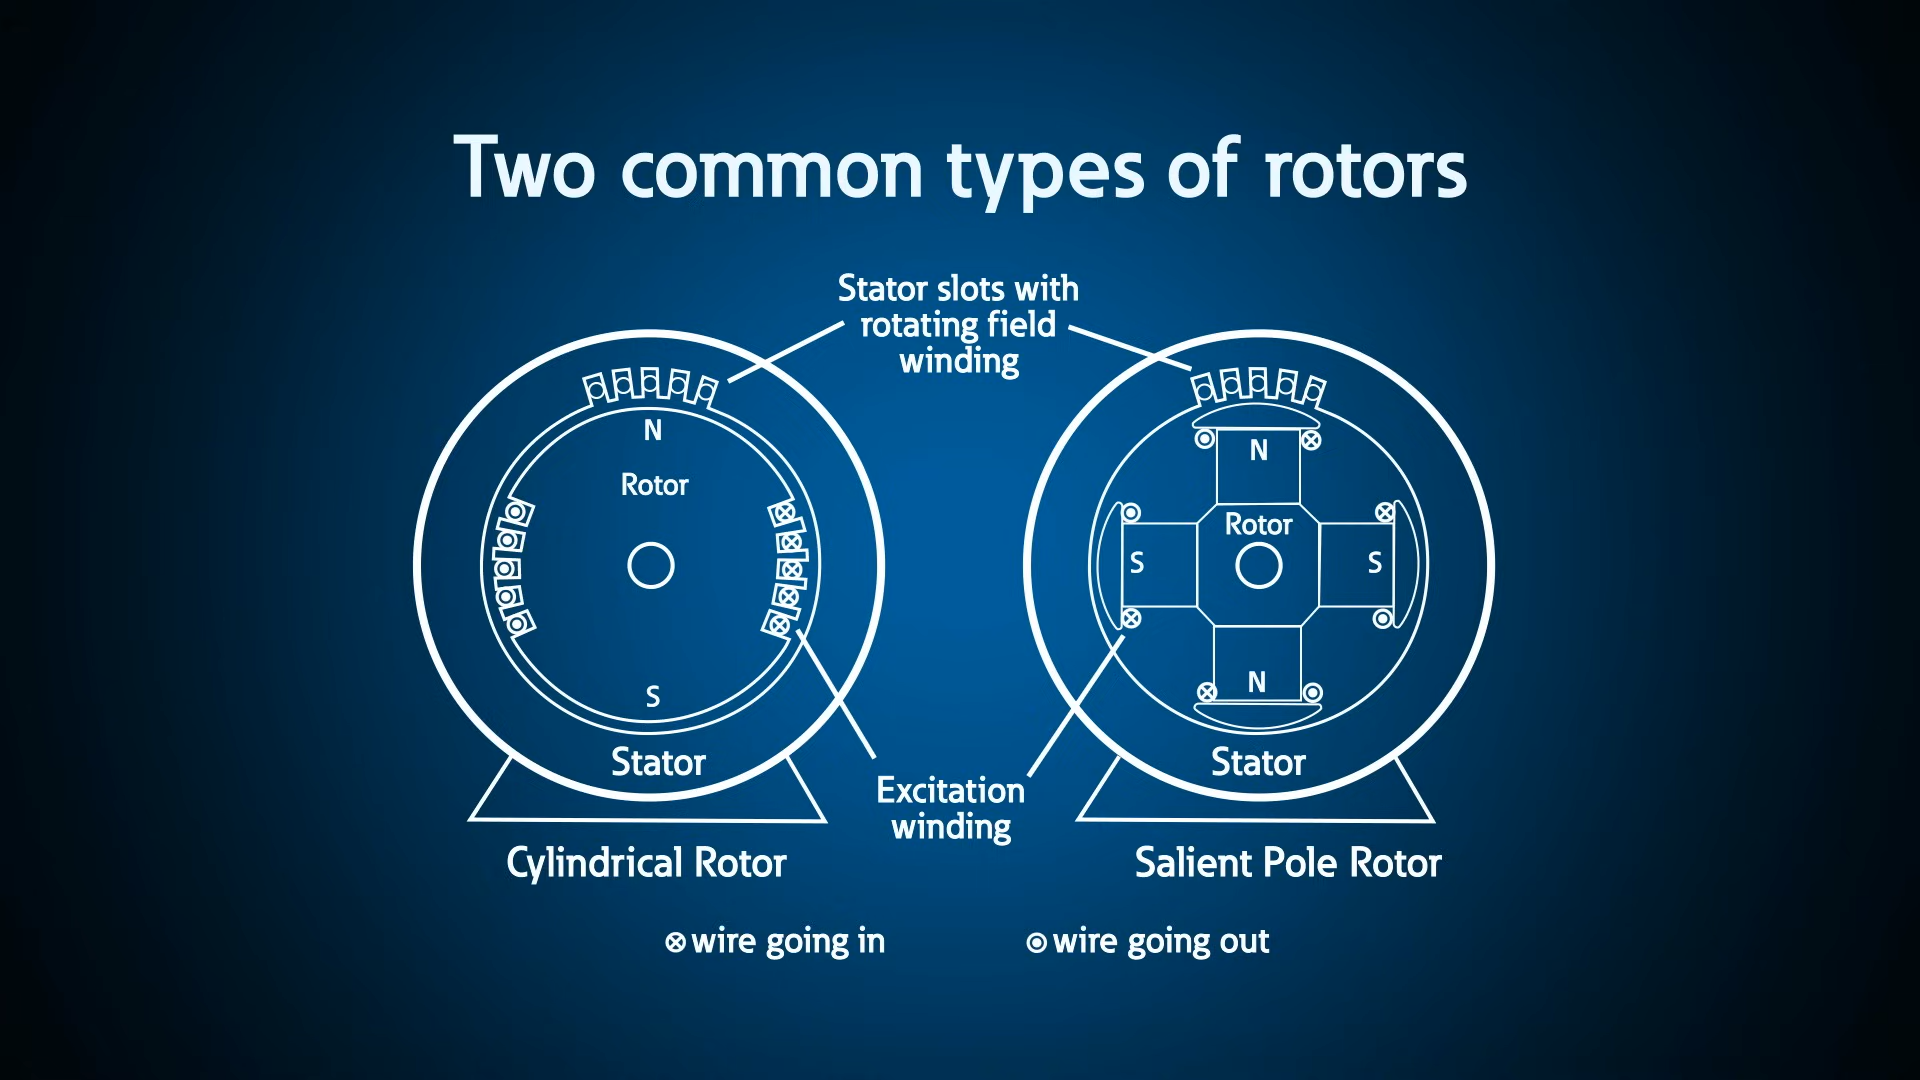 Two common types of rotors
Stator slots with
rotating field
winding
N
Rotor
S
Stator
N
Rotor
S
S
N
Stator
Excitation
winding
Cylindrical Rotor
Salient Pole Rotor
wire going in
wire going out